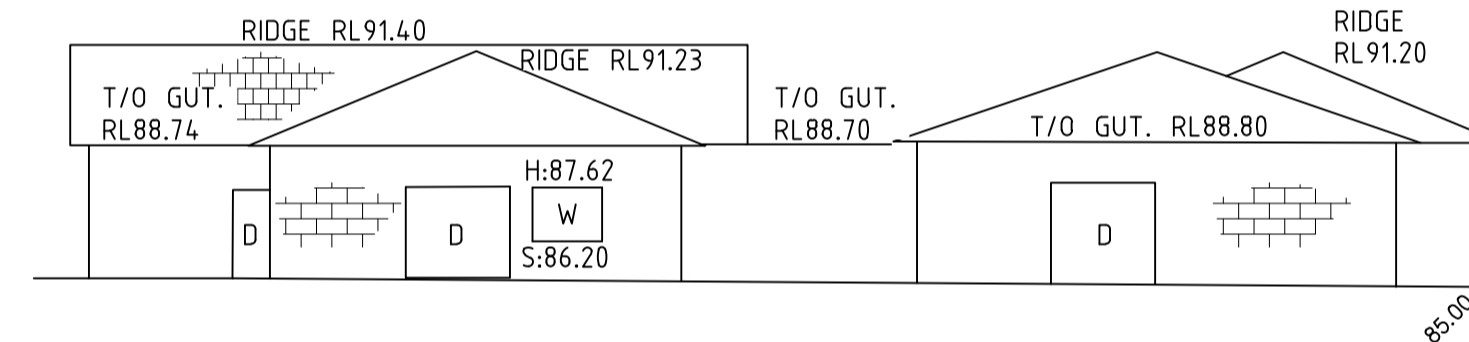 RIDGE RL91.40
RIDGE RL91.23
T/O GUT.
RL88.74
T/O GUT.
RL88.70
RIDGE
RL91.20
T/O GUT. RL88.80
H:87.62
W
S:86.20
D
D
D
85.00